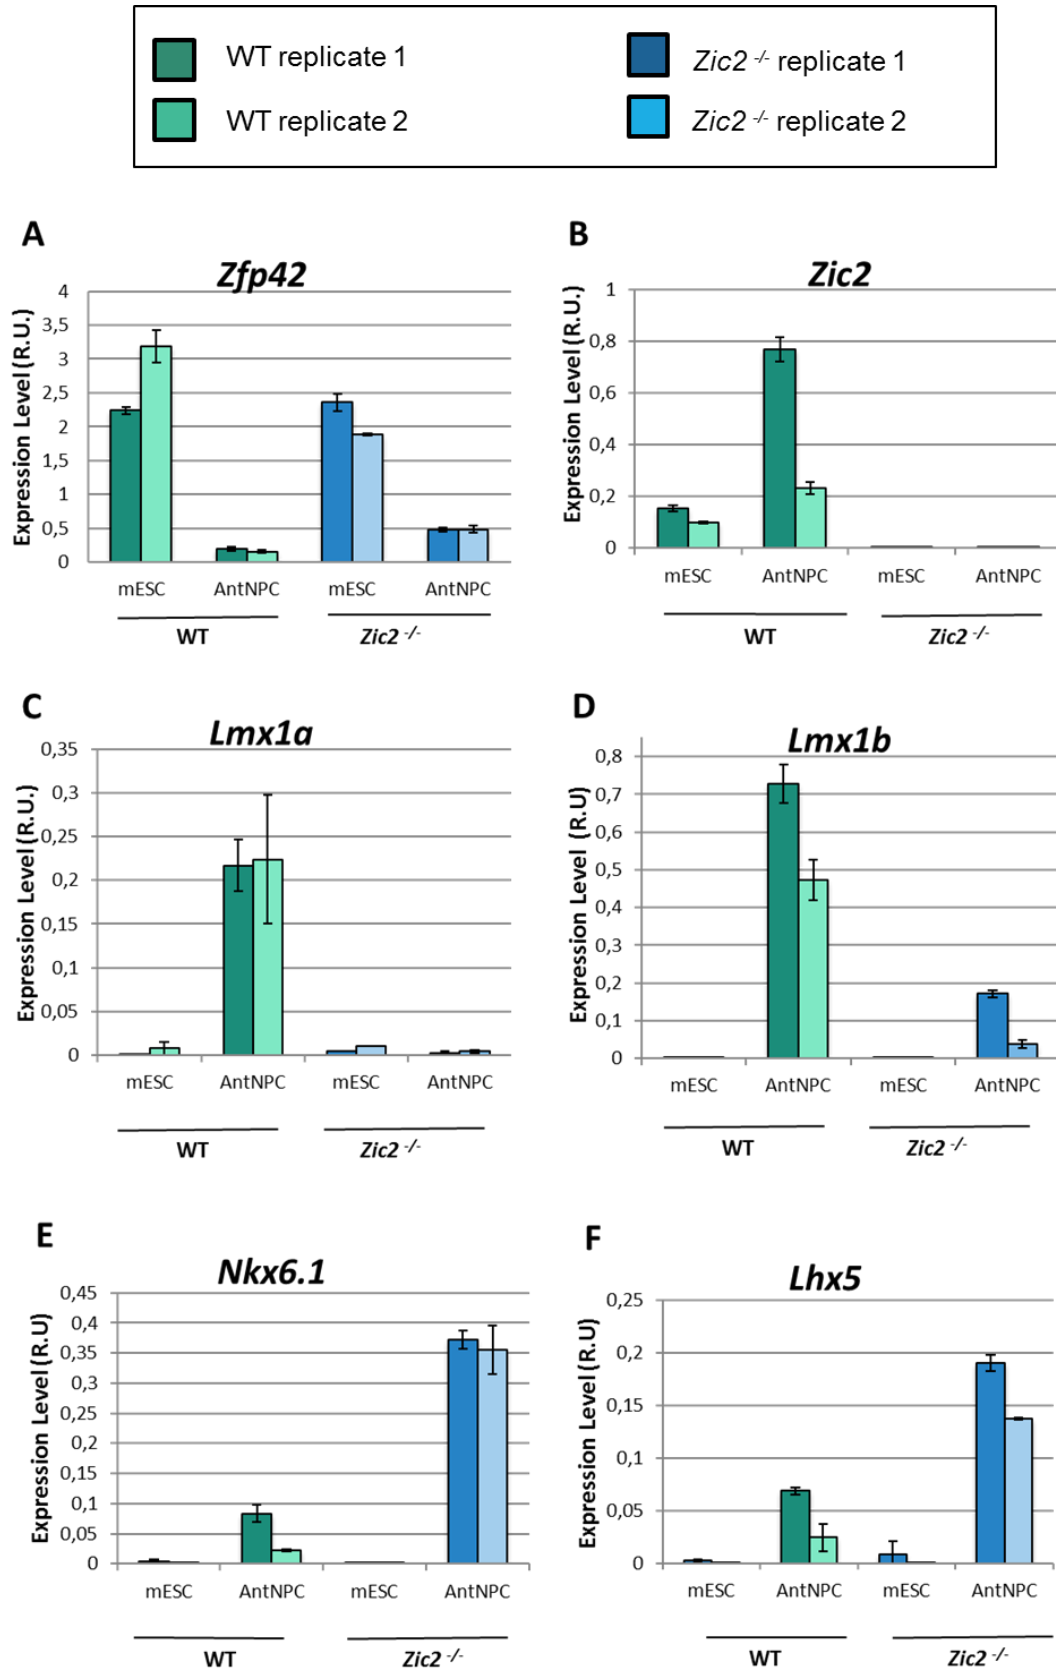 WT replicate 1
Zic2 -/- replicate 1
WT replicate 2
Zic2 -/- replicate 2
A
Zfp42
Expression Level (R.U.)
4
3,5
3
2,5
2
1,5
1
0,5
0
mESC
AntNPC
mESC
AntNPC
WT
Zic2 -/-
B
Zic2
Expression Level (R.U.)
1
0,8
0,6
0,4
0,2
0
mESC
AntNPC
mESC
AntNPC
WT
Zic2 -/-
C
Lmx1a
Expression Level (R.U.)
0,35
0,3
0,25
0,2
0,15
0,1
0,05
0
mESC
AntNPC
mESC
AntNPC
WT
Zic2 -/-
D
Lmx1b
Expression Level (R.U)
0,8
0,7
0,6
0,5
0,4
0,3
0,2
0,1
0
mESC
AntNPC
mESC
AntNPC
WT
Zic2 -/-
E
Nkx6.1
Expression Level (R.U)
0,45
0,4
0,35
0,3
0,25
0,2
0,15
0,1
0,05
0
mESC
AntNPC
mESC
AntNPC
WT
Zic2 -/-
F
Lhx5
Expression Level (R.U)
0,25
0,2
0,15
0,1
0,05
0
mESC
AntNPC
mESC
AntNPC
WT
Zic2 -/-